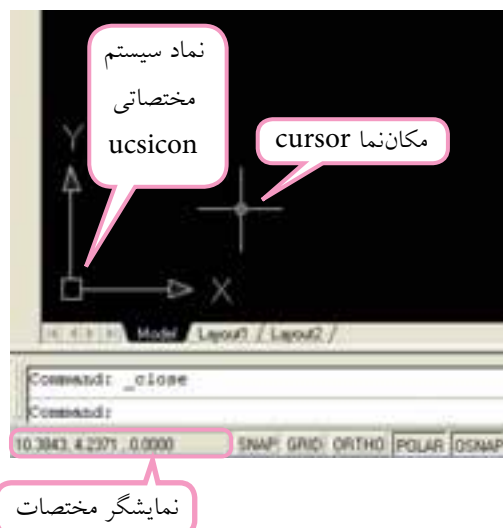 نماد سیستم
مختصاتی
ucsicon
مکان‌نما cursor
Y
X
Model / Layout1 / Layout2 /
Command: _close
Command:
10.3843, 4.2371 , 0.0000 SNAP GRID ORTHO POLAR OSNAP
نمایشگر مختصات